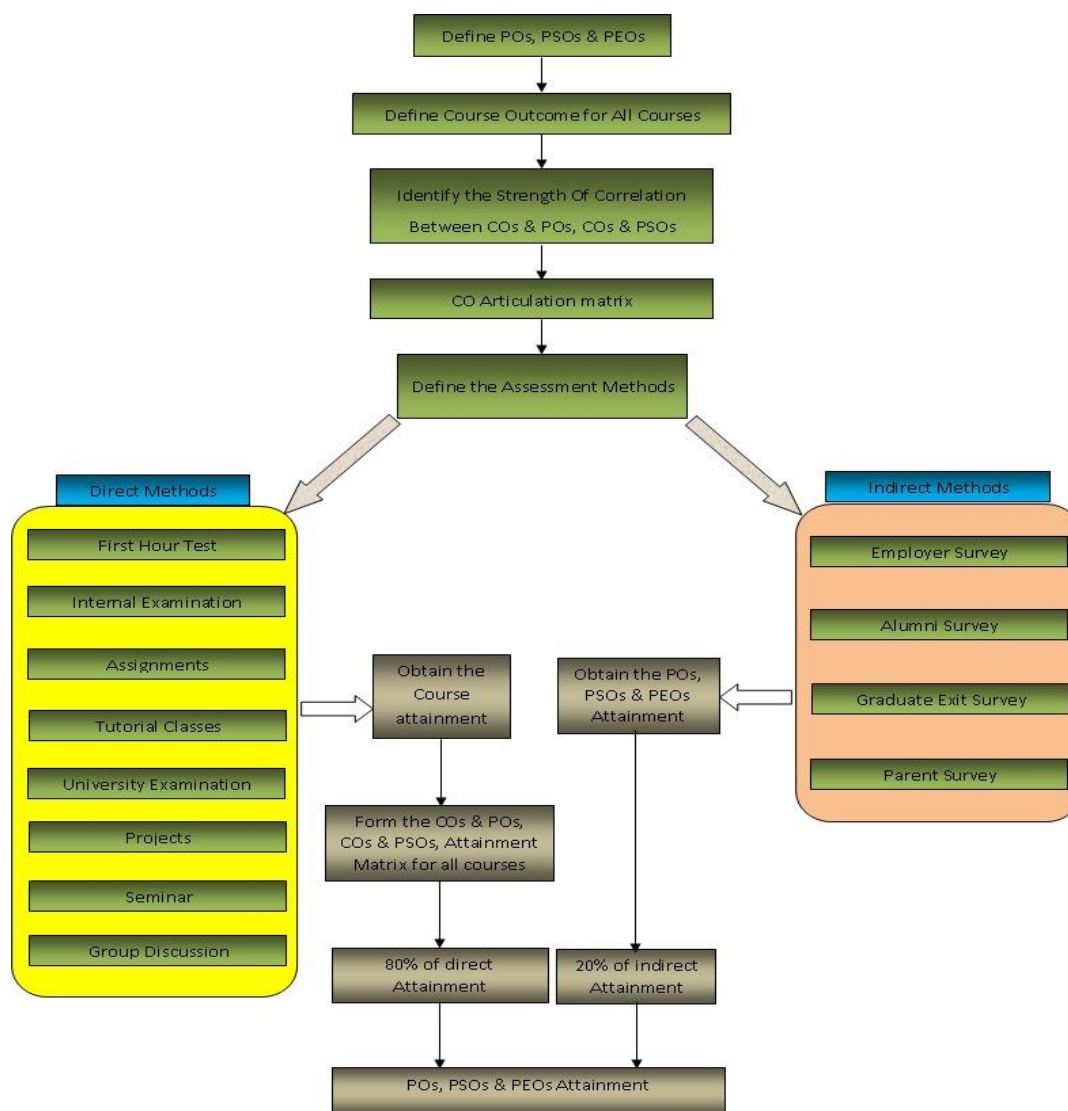 Define POs, PSOs & PEOs
Define Course Outcome for All Courses
Identify the Strength Of Correlation
Between COs & POs, COs & PSOs
CO Articulation matrix
Define the Assessment Methods
Direct Methods
First Hour Test
Internal Examination
Assignments
Tutorial Classes
University Examination
Projects
Seminar
Group Discussion
Indirect Methods
Employer Survey
Alumni Survey
Graduate Exit Survey
Parent Survey
Obtain the
Course
attainment
Form the COs & POs,
COs & PSOs, Attainment
Matrix for all courses
80% of direct
Attainment
Obtain the POs,
PSOs & PEOs
Attainment
20% of indirect
Attainment
POs, PSOs & PEOs Attainment